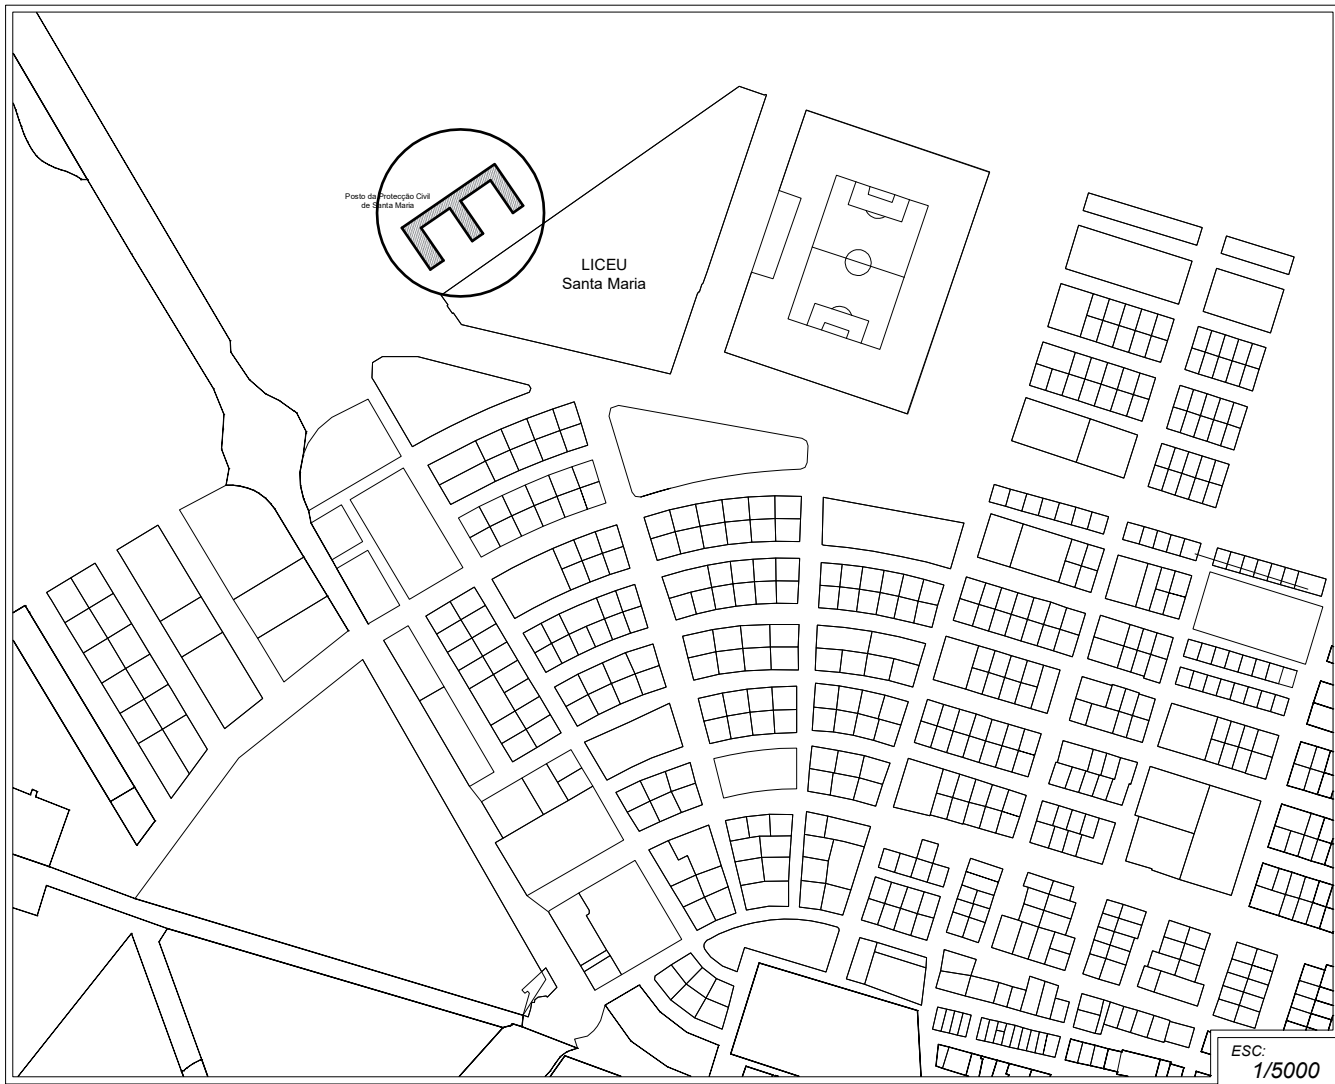 Posto da Protecção Civil
de Santa Maria
LICEU
Santa Maria
ESC:
1/5000